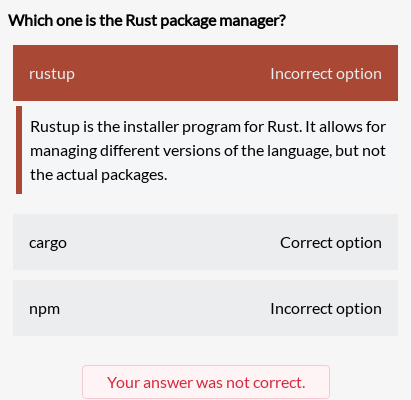 Which one is the Rust package manager?
rustup Incorrect option
Rustup is the installer program for Rust. It allows for
managing different versions of the language, but not
the actual packages.
cargo Correct option
npm Incorrect option
Your answer was not correct.